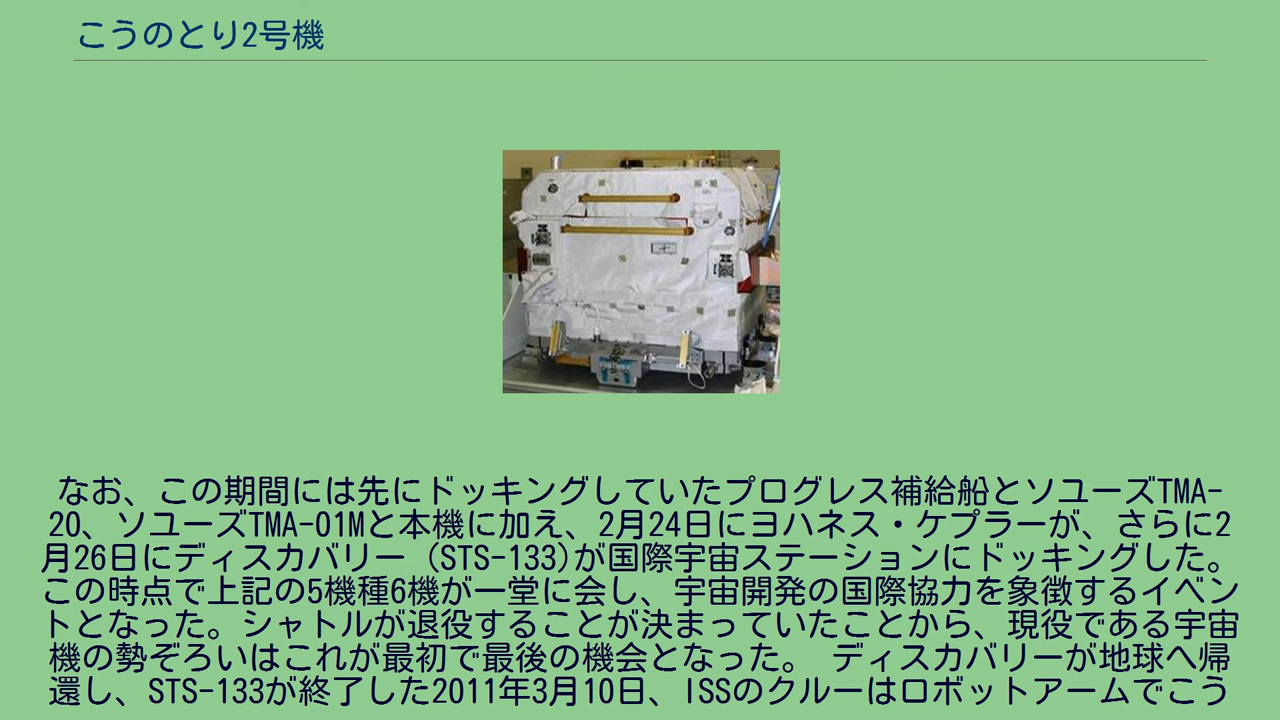 こうのとり2号機
なお、この期間には先にドッキングしていたプログレス補給船とソユーズTMA-
20、ソユーズTMA-01Mと本機に加え、2月24日にヨハネス・ケプラーが、さらに2
月26日にディスカバリー (STS-133)が国際宇宙ステーションにドッキングした。
この時点で上記の5機種6機が一堂に会し、宇宙開発の国際協力を象徴するイベン
トとなった。シャトルが退役することが決まっていたことから、現役である宇宙
機の勢ぞろいはこれが最初で最後の機会となった。 ディスカバリーが地球へ帰
還し、STS-133が終了した2011年3月10日、ISSのクルーはロボットアームでこう